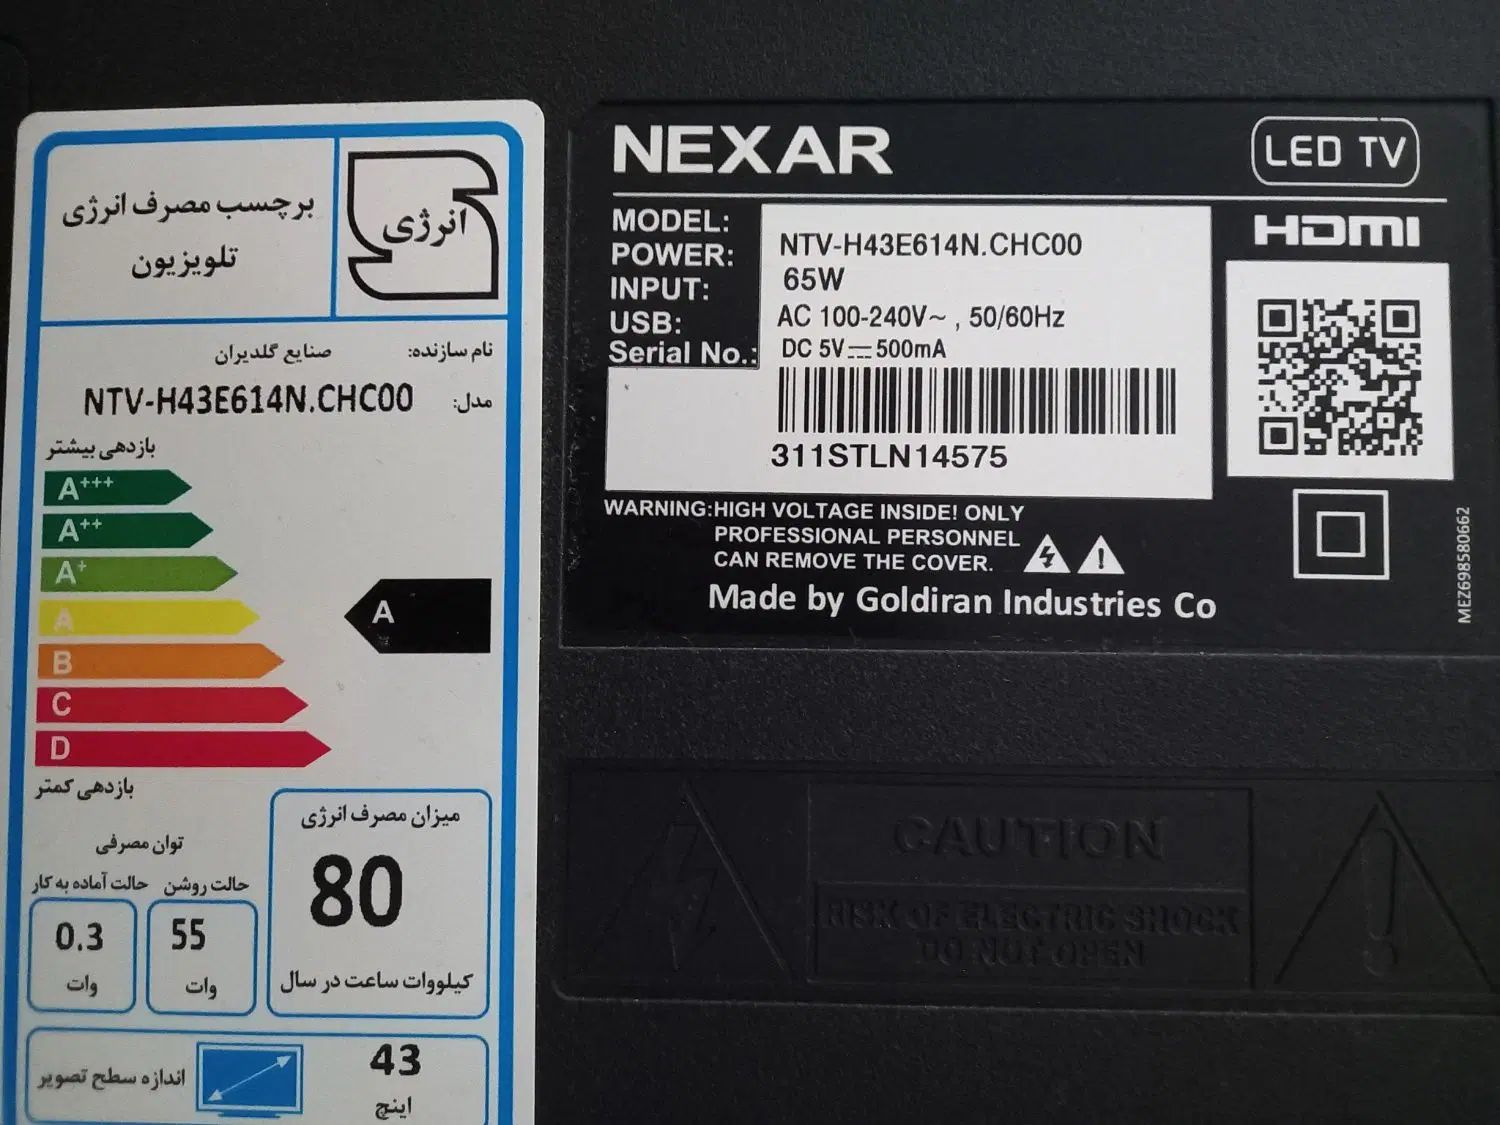 برچسب مصرف انرژی
تلویزیون
انرژی
نام سازنده: صنایع گلدیران
مدل: NTV-H43E614N.CHC00
بازدهی بیشتر
A+++
A++
A+
A
B
C
D
A
بازدهی کمتر
میزان مصرف انرژی
80
کیلووات ساعت در سال
توان مصرفی
حالت روشن
55
وات
حالت آماده به کار
0.3
وات
اندازه سطح تصویر
43
اینچ
NEXAR
LED TV
HDMI
MODEL: NTV-H43E614N.CHC00
POWER: 65W
INPUT: AC 100-240V~ , 50/60Hz
USB: DC 5V⎓500mA
Serial No.:
311STLN14575
WARNING:HIGH VOLTAGE INSIDE! ONLY
PROFESSIONAL PERSONNEL
CAN REMOVE THE COVER.
Made by Goldiran Industries Co
MEZ698580662
CAUTION
RISK OF ELECTRIC SHOCK
DO NOT OPEN